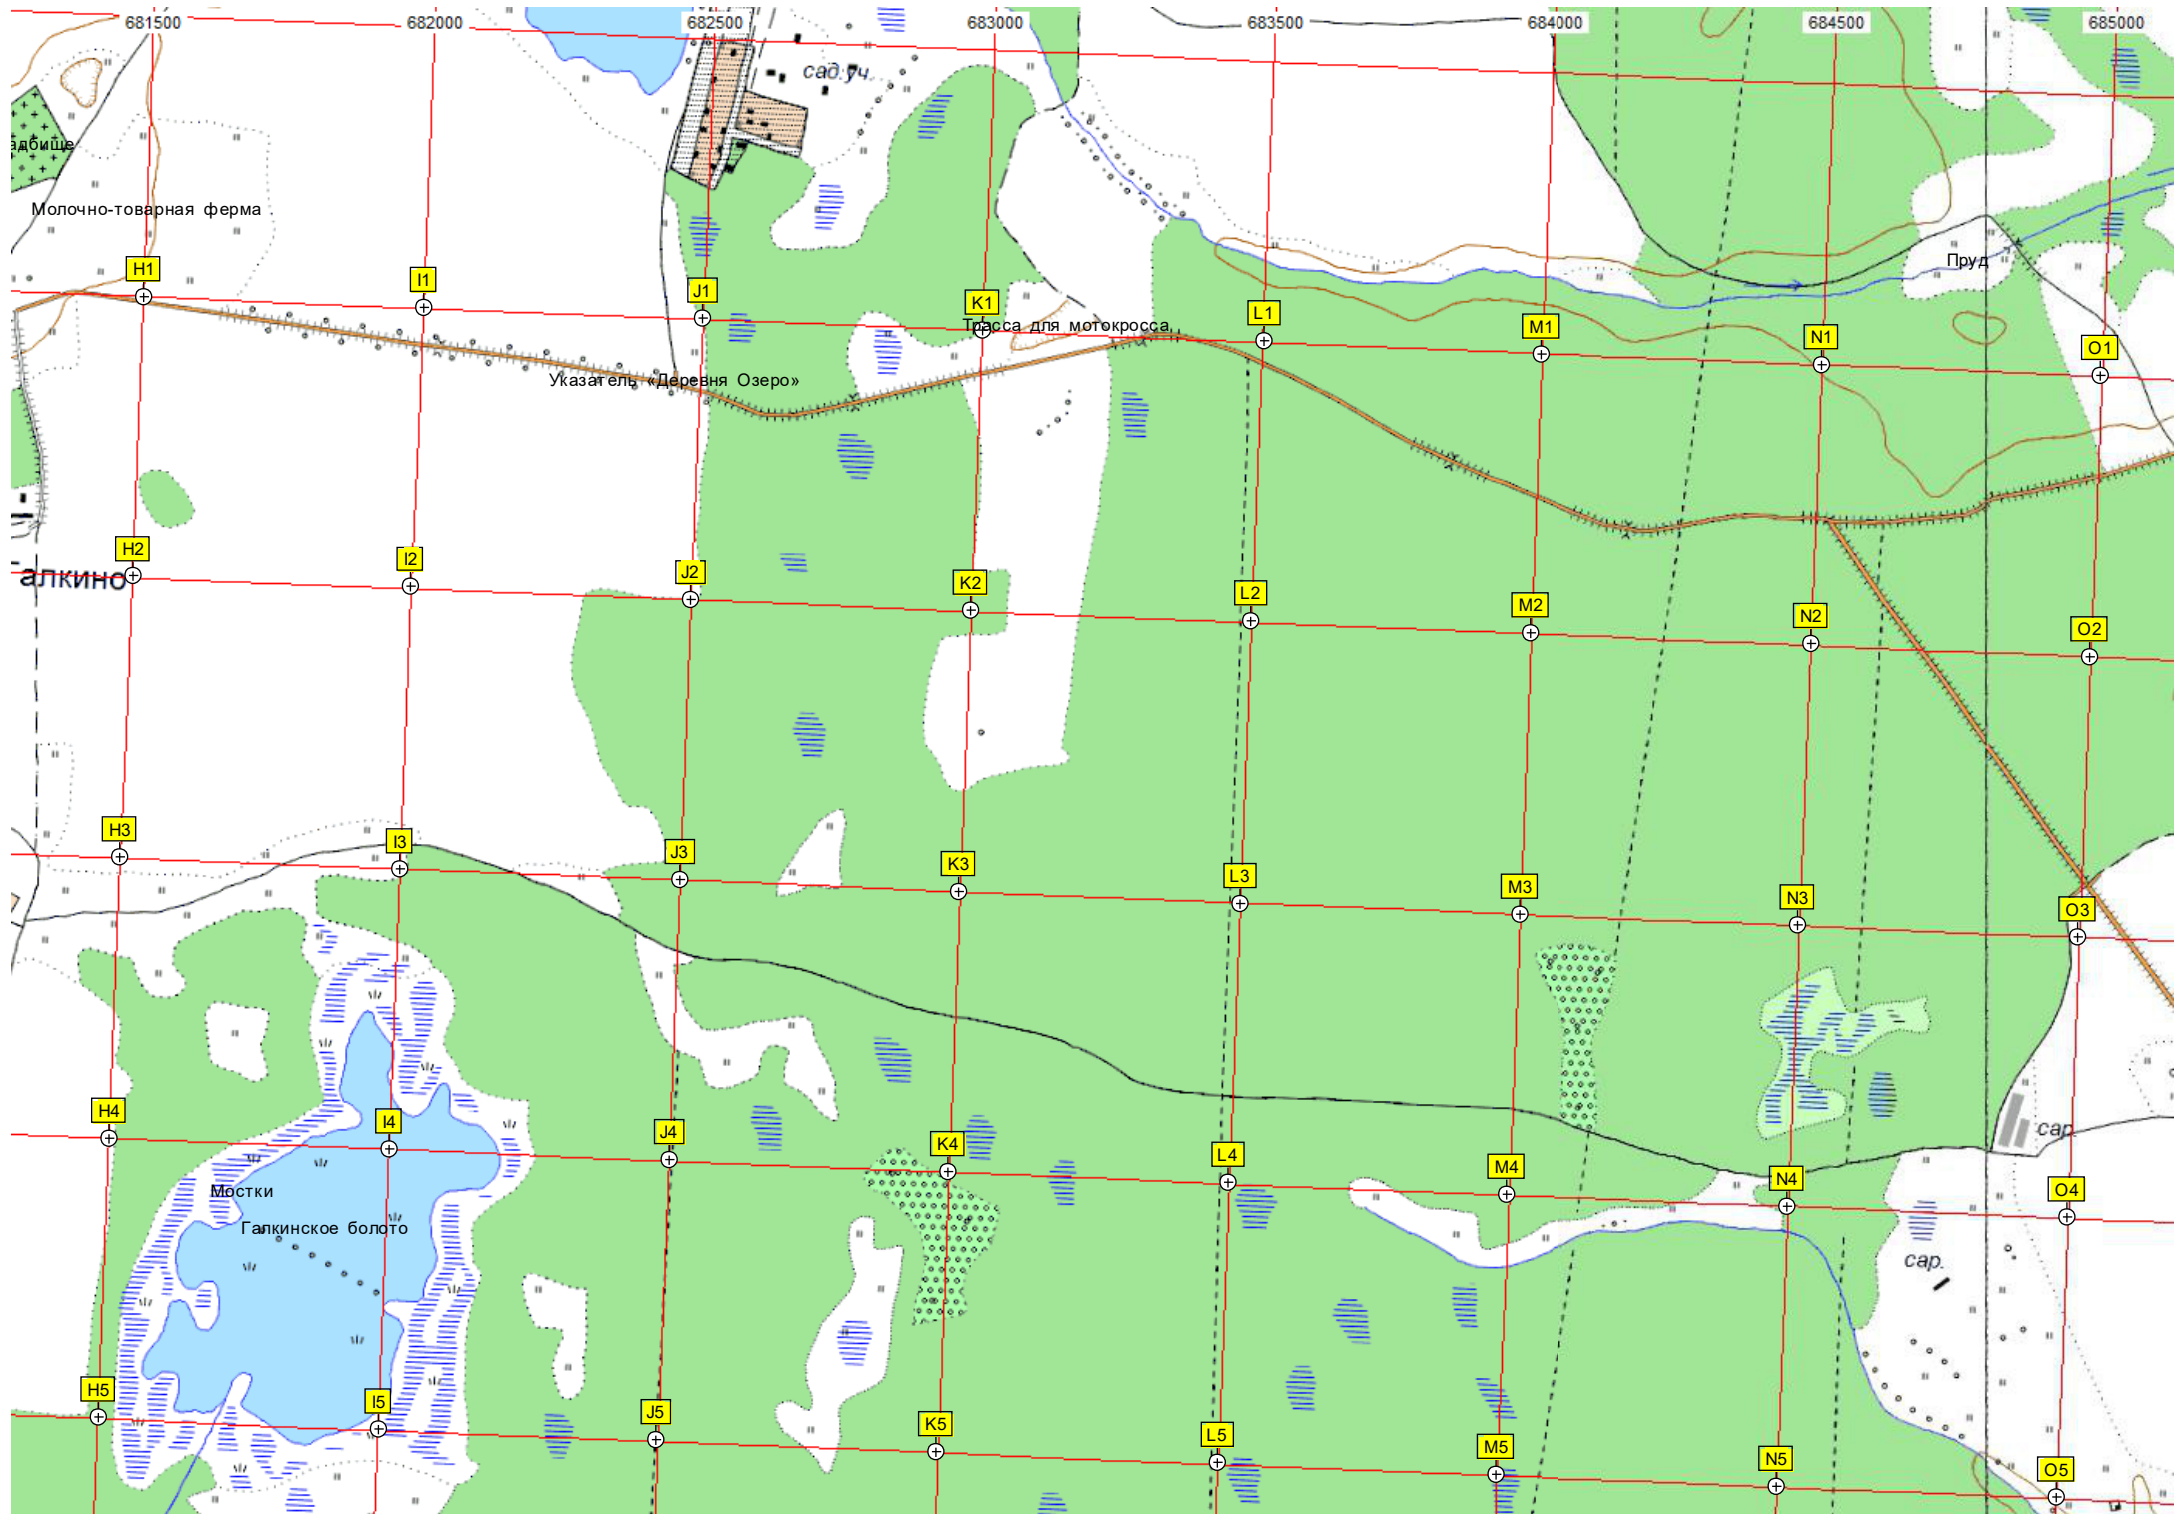 681500 682000 682500 683000 683500 684000 684500 685000
сад.уч.
адбище
Молочно-товарная ферма
Пруд
H1 I1 J1 K1 L1 M1 N1 O1
Трасса для мотокросса
Указатель «Деревня Озеро»
H2 I2 J2 K2 L2 M2 N2 O2
Галкино
H3 I3 J3 K3 L3 M3 N3 O3
H4 I4 J4 K4 L4 M4 N4 O4
сар.
Мостки
Галкинское болото
сар.
H5 I5 J5 K5 L5 M5 N5 O5